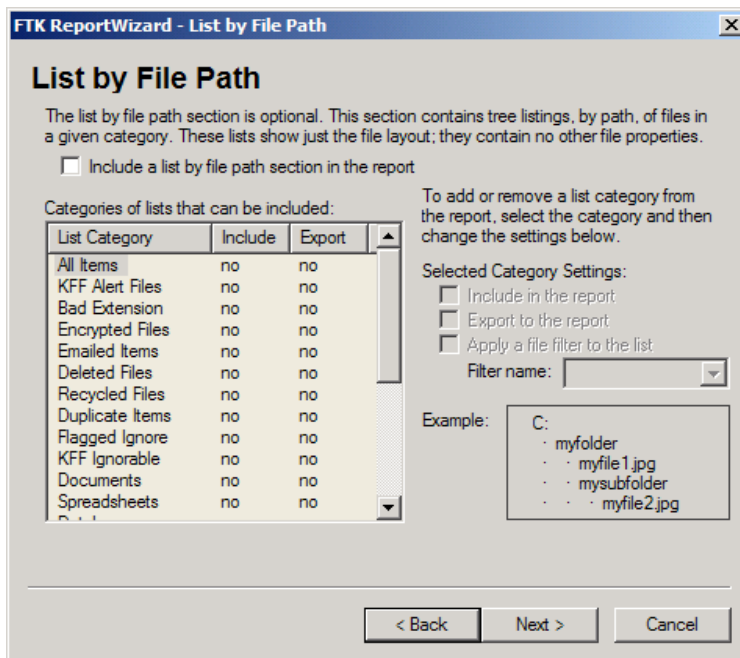 FTK ReportWizard - List by File Path
List by File Path
The list by file path section is optional. This section contains tree listings, by path, of files in
a given category. These lists show just the file layout; they contain no other file properties.
Include a list by file path section in the report
Categories of lists that can be included:
List Category Include Export
All Items no no
KFF Alert Files no no
Bad Extension no no
Encrypted Files no no
Emailed Items no no
Deleted Files no no
Recycled Files no no
Duplicate Items no no
Flagged Ignore no no
KFF Ignorable no no
Documents no no
Spreadsheets no no
To add or remove a list category from
the report, select the category and then
change the settings below.
Selected Category Settings:
Include in the report
Export to the report
Apply a file filter to the list
Filter name:
Example:
C:
· myfolder
· · myfile1.jpg
· · mysubfolder
· · · myfile2.jpg
< Back
Next >
Cancel